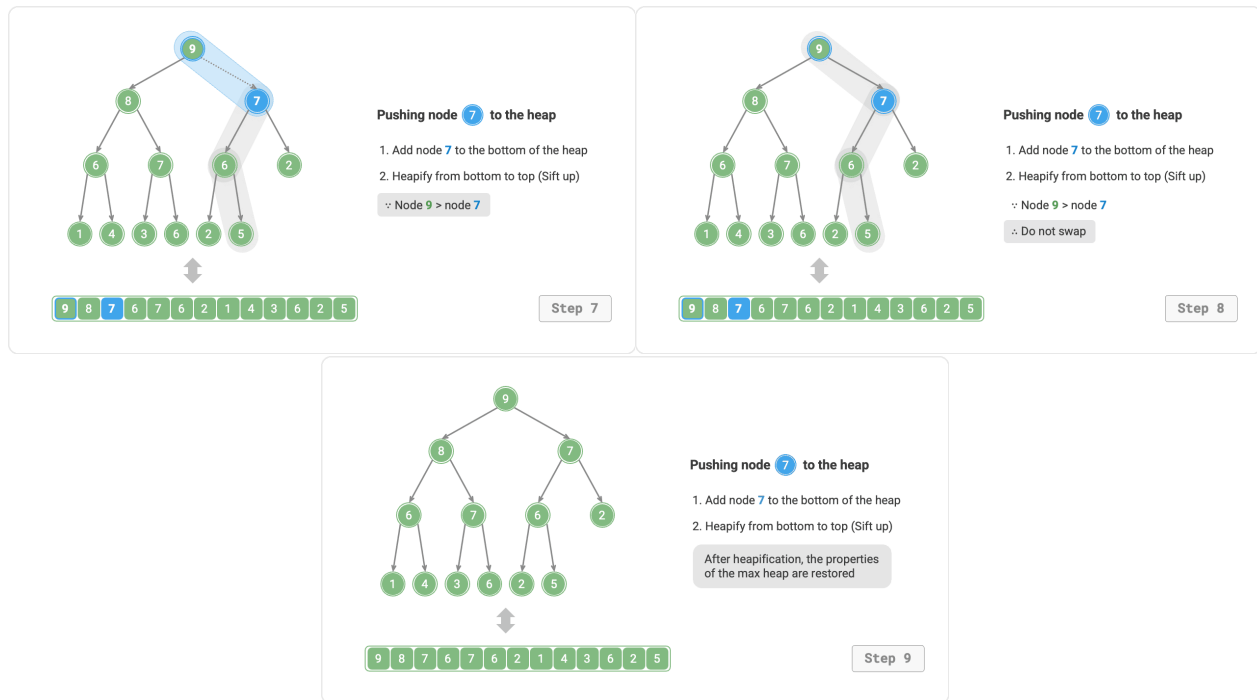 9
8 7
6 7 6 2
1 4 3 6 2 5
9 8 7 6 7 6 2 1 4 3 6 2 5
Pushing node 7 to the heap
1. Add node 7 to the bottom of the heap
2. Heapify from bottom to top (Sift up)
∵ Node 9 > node 7
Step 7
9
8 7
6 7 6 2
1 4 3 6 2 5
9 8 7 6 7 6 2 1 4 3 6 2 5
Pushing node 7 to the heap
1. Add node 7 to the bottom of the heap
2. Heapify from bottom to top (Sift up)
∵ Node 9 > node 7
∴ Do not swap
Step 8
9
8 7
6 7 6 2
1 4 3 6 2 5
9 8 7 6 7 6 2 1 4 3 6 2 5
Pushing node 7 to the heap
1. Add node 7 to the bottom of the heap
2. Heapify from bottom to top (Sift up)
After heapification, the properties
of the max heap are restored
Step 9